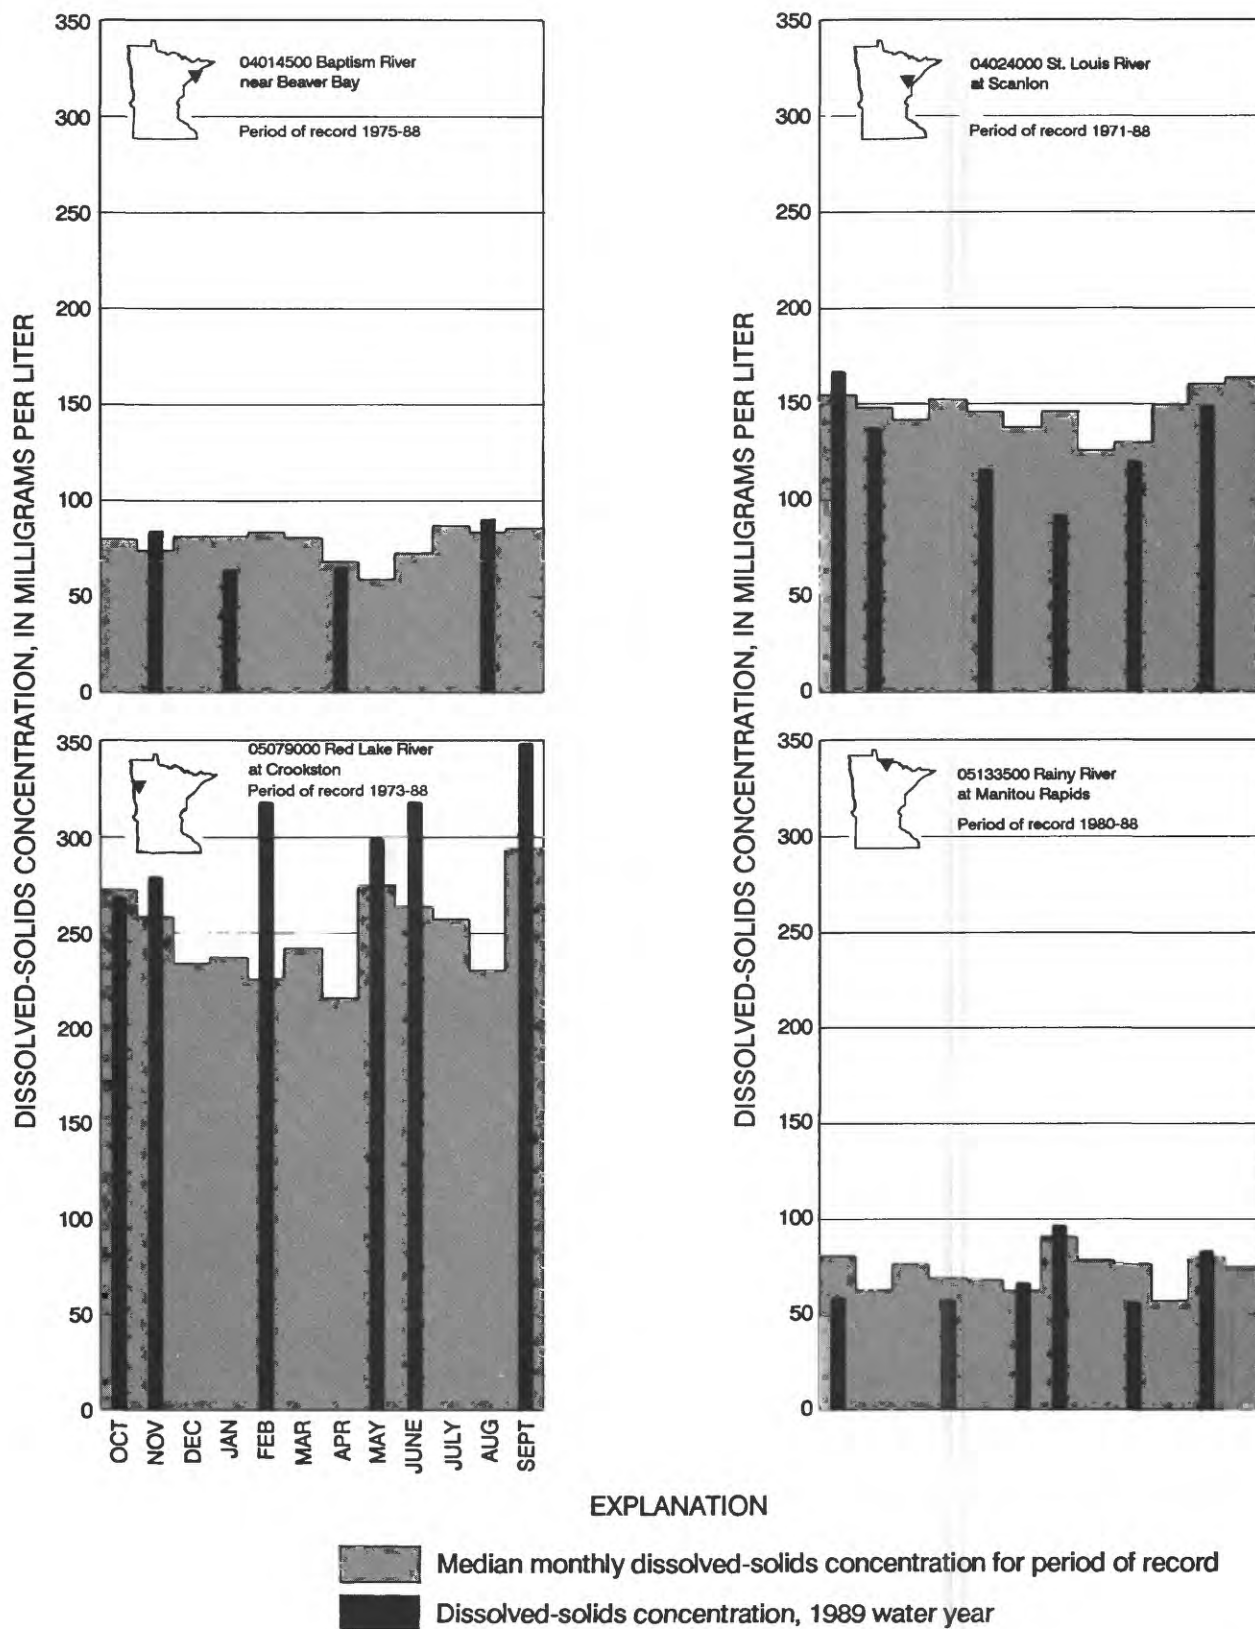 DISSOLVED-SOLIDS CONCENTRATION, IN MILLIGRAMS PER LITER
350
300
250
200
150
100
50
0
04014500 Baptism River
near Beaver Bay
Period of record 1975-88
350
300
250
200
150
100
50
0
05079000 Red Lake River
at Crookston
Period of record 1973-88
OCT
NOV
DEC
JAN
FEB
MAR
APR
MAY
JUNE
JULY
AUG
SEPT
DISSOLVED-SOLIDS CONCENTRATION, IN MILLIGRAMS PER LITER
350
300
250
200
150
100
50
0
04024000 St. Louis River
at Scanlon
Period of record 1971-88
350
300
250
200
150
100
50
0
05133500 Rainy River
at Manitou Rapids
Period of record 1980-88
EXPLANATION
Median monthly dissolved-solids concentration for period of record
Dissolved-solids concentration, 1989 water year